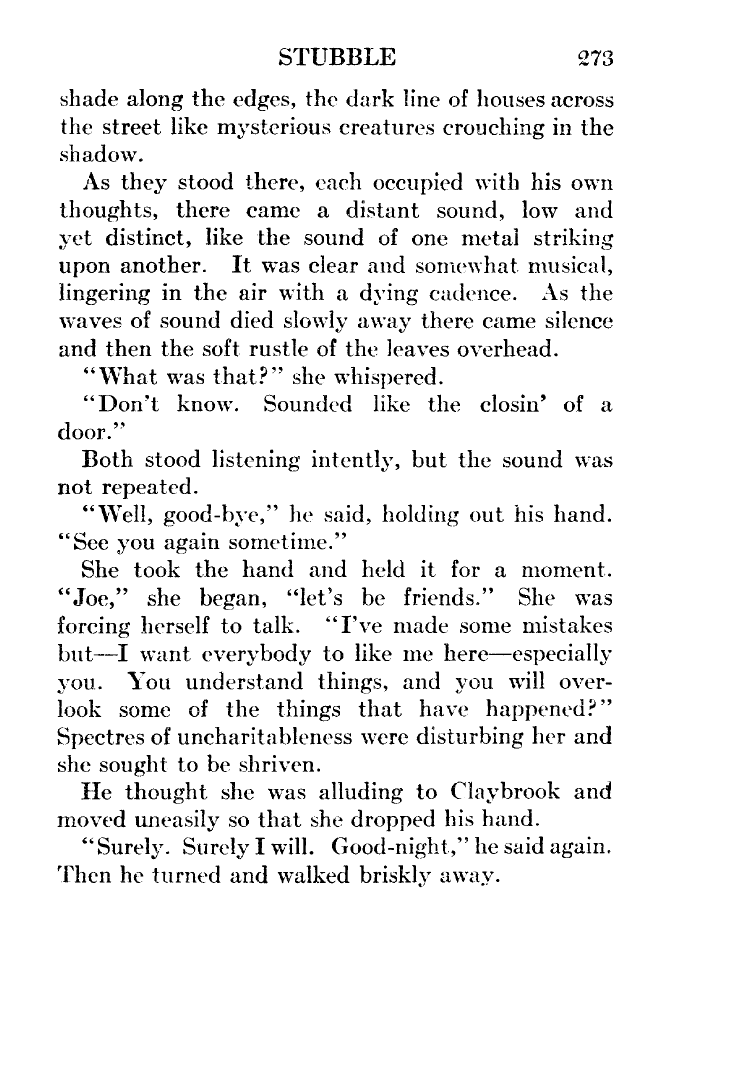 STUBBLE 273
shade along the edges, the dark line of houses across
the street like mysterious creatures crouching in the
shadow.
As they stood there, each occupied with his own
thoughts, there came a distant sound, low and
yet distinct, like the sound of one metal striking
upon another. It was clear and somewhat musical,
lingering in the air with a dying cadence. As the
waves of sound died slowly away there came silence
and then the soft rustle of the leaves overhead.
“What was that?” she whispered.
“Don’t know. Sounded like the closin’ of a
door.”
Both stood listening intently, but the sound was
not repeated.
“Well, good-bye,” he said, holding out his hand.
“See you again sometime.”
She took the hand and held it for a moment.
“Joe,” she began, “let’s be friends.” She was
forcing herself to talk. “I’ve made some mistakes
but—I want everybody to like me here—especially
you. You understand things, and you will over-
look some of the things that have happened?”
Spectres of uncharitableness were disturbing her and
she sought to be shriven.
He thought she was alluding to Claybrook and
moved uneasily so that she dropped his hand.
“Surely. Surely I will. Good-night,” he said again.
Then he turned and walked briskly away.